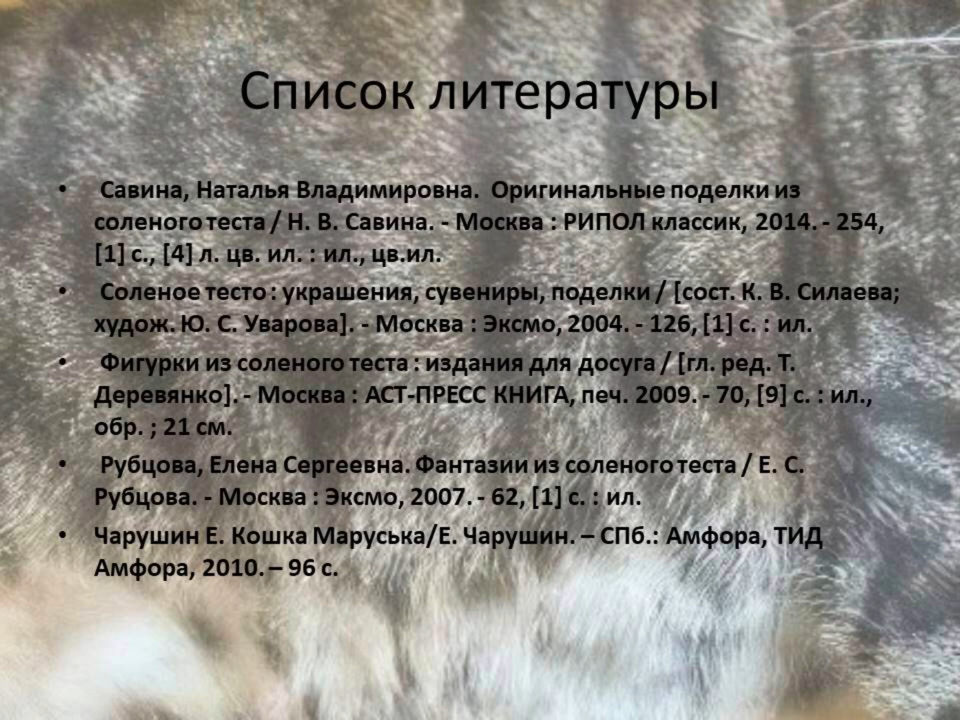 Список литературы
• Савина, Наталья Владимировна. Оригинальные поделки из
соленого теста / Н. В. Савина. - Москва : РИПОЛ классик, 2014. - 254,
[1] с., [4] л. цв. ил. : ил., цв.ил.
• Соленое тесто : украшения, сувениры, поделки / [сост. К. В. Силаева;
худож. Ю. С. Уварова]. - Москва : Эксмо, 2004. - 126, [1] с. : ил.
• Фигурки из соленого теста : издания для досуга / [гл. ред. Т.
Деревянко]. - Москва : АСТ-ПРЕСС КНИГА, печ. 2009. - 70, [9] с. : ил.,
обр. ; 21 см.
• Рубцова, Елена Сергеевна. Фантазии из соленого теста / Е. С.
Рубцова. - Москва : Эксмо, 2007. - 62, [1] с. : ил.
• Чарушин Е. Кошка Маруська/Е. Чарушин. – СПб.: Амфора, ТИД
Амфора, 2010. – 96 с.